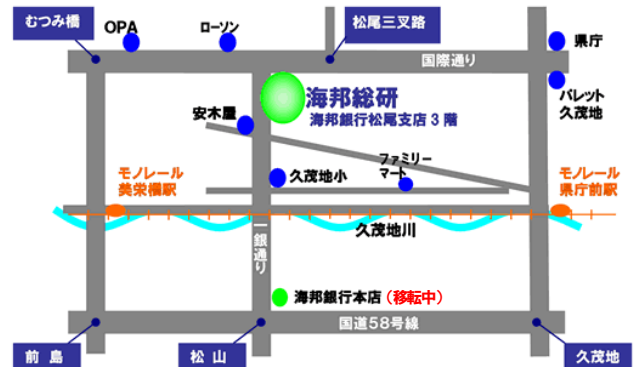 むつみ橋
OPA
ローソン
松尾三叉路
県庁
国際通り
パレット
久茂地
海邦総研
海邦銀行松尾支店3階
安木屋
ファミリー
マート
久茂地小
モノレール
美栄橋駅
モノレール
県庁前駅
久茂地川
一銀通り
海邦銀行本店(移転中)
国道58号線
前島
松山
久茂地